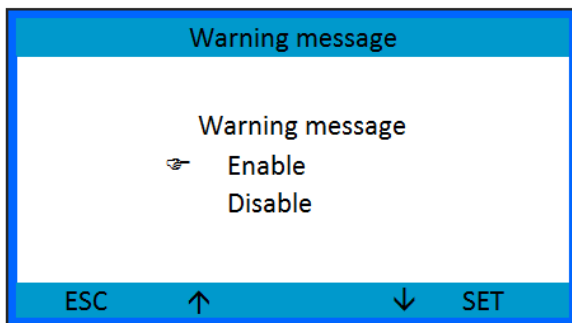 Warning message
Warning message
☞ Enable
Disable
ESC ↑ ↓ SET